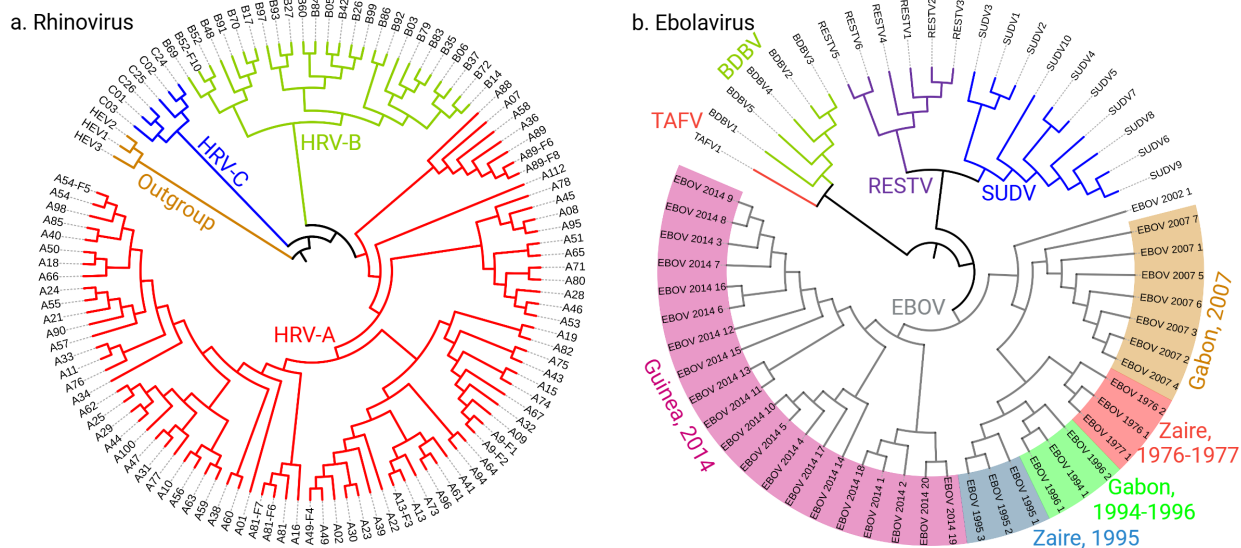 a. Rhinovirus
b. Ebolavirus
HEV3
HEV1
HEV2
C03
C01
C26
C25
C02
C24
B69
B52-F10
B52
B48
B91
B70
B17
B97
B93
B27
B84
B05
B42
B26
B99
B86
B92
B03
B79
B83
B35
B06
B37
B72
B14
A88
A07
A58
A36
A89
A89-F6
A89-F8
A112
A78
A45
A08
A95
A51
A65
A71
A80
A28
A46
A53
A19
A82
A75
A43
A15
A74
A67
A32
A09
A9-F1
A9-F2
A64
A94
A41
A61
A96
A73
A13
A13-F3
A22
A39
A23
A30
A02
A49
A49-F4
A16
A81
A81-F6
A81-F7
A01
A60
A38
A59
A63
A56
A10
A77
A31
A47
A100
A44
A29
A25
A62
A34
A76
A11
A33
A57
A90
A21
A55
A24
A66
A18
A50
A40
A85
A98
A54
A54-F5
HRV-B
HRV-C
Outgroup
HRV-A
TAFV
BDBV
RESTV
SUDV
EBOV
TAFV1
BDBV1
BDBV5
BDBV4
BDBV2
BDBV3
RESTV5
RESTV6
RESTV4
RESTV1
RESTV2
RESTV3
SUDV3
SUDV1
SUDV2
SUDV10
SUDV4
SUDV5
SUDV7
SUDV8
SUDV6
SUDV9
EBOV 2002 1
EBOV 2007 7
EBOV 2007 1
EBOV 2007 5
EBOV 2007 6
EBOV 2007 3
EBOV 2007 2
EBOV 2007 4
EBOV 1976 2
EBOV 1976 1
EBOV 1977 1
EBOV 1996 2
EBOV 1994 1
EBOV 1996 1
EBOV 1995 1
EBOV 1995 2
EBOV 1995 3
EBOV 2014 19
EBOV 2014 20
EBOV 2014 2
EBOV 2014 1
EBOV 2014 18
EBOV 2014 14
EBOV 2014 17
EBOV 2014 4
EBOV 2014 5
EBOV 2014 10
EBOV 2014 11
EBOV 2014 13
EBOV 2014 15
EBOV 2014 12
EBOV 2014 6
EBOV 2014 16
EBOV 2014 7
EBOV 2014 3
EBOV 2014 8
EBOV 2014 9
Gabon, 2007
Guinea, 2014
Zaire,
1976-1977
Gabon,
1994-1996
Zaire, 1995